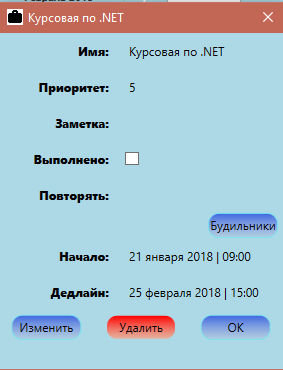 Курсовая по .NET
Имя: Курсовая по .NET
Приоритет: 5
Заметка:
Выполнено:
Повторять:
Будильники
Начало: 21 января 2018 | 09:00
Дедлайн: 25 февраля 2018 | 15:00
Изменить Удалить OK